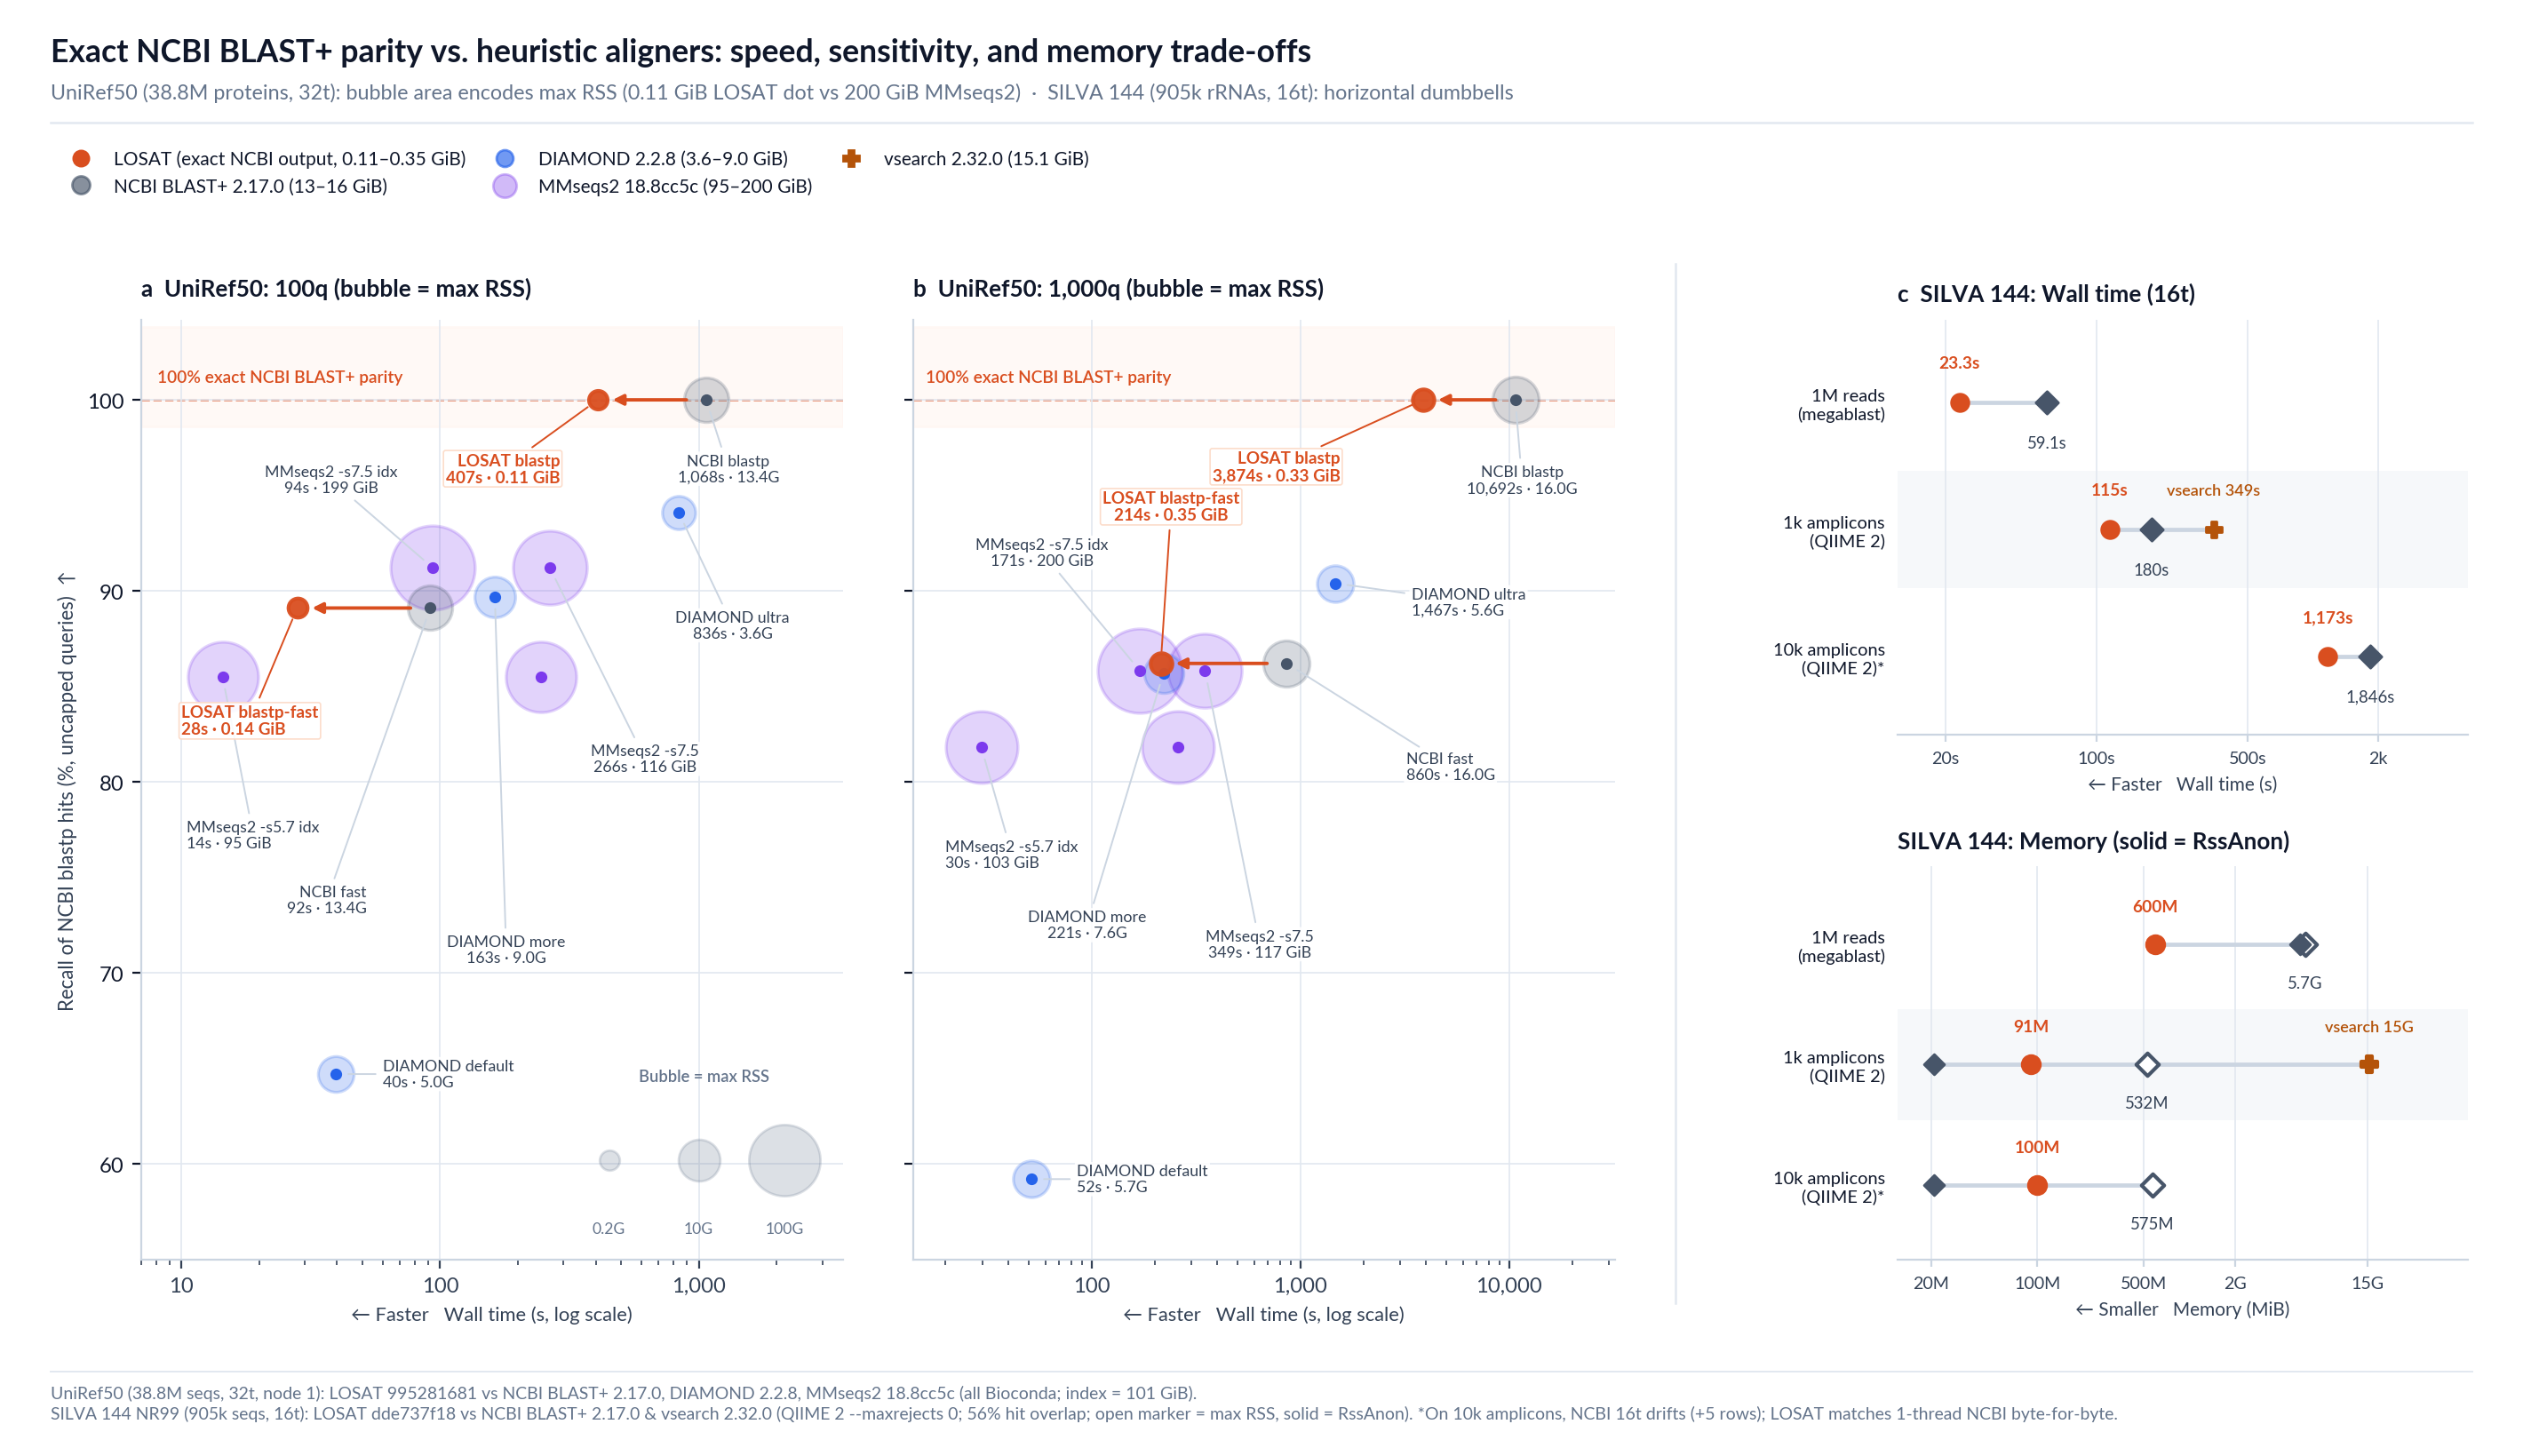 Exact NCBI BLAST+ parity vs. heuristic aligners: speed, sensitivity, and memory trade-offs
UniRef50 (38.8M proteins, 32t): bubble area encodes max RSS (0.11 GiB LOSAT dot vs 200 GiB MMseqs2) · SILVA 144 (905k rRNAs, 16t): horizontal dumbbells
LOSAT (exact NCBI output, 0.11–0.35 GiB)
NCBI BLAST+ 2.17.0 (13–16 GiB)
DIAMOND 2.2.8 (3.6–9.0 GiB)
MMseqs2 18.8cc5c (95–200 GiB)
vsearch 2.32.0 (15.1 GiB)
a UniRef50: 100q (bubble = max RSS)
Recall of NCBI blastp hits (%, uncapped queries) ↑
100
90
80
70
60
100% exact NCBI BLAST+ parity
LOSAT blastp
407s · 0.11 GiB
NCBI blastp
1,068s · 13.4G
MMseqs2 -s7.5 idx
94s · 199 GiB
DIAMOND ultra
836s · 3.6G
LOSAT blastp-fast
28s · 0.14 GiB
MMseqs2 -s7.5
266s · 116 GiB
MMseqs2 -s5.7 idx
14s · 95 GiB
NCBI fast
92s · 13.4G
DIAMOND more
163s · 9.0G
DIAMOND default
40s · 5.0G
Bubble = max RSS
0.2G
10G
100G
10
100
1,000
← Faster Wall time (s, log scale)
b UniRef50: 1,000q (bubble = max RSS)
100% exact NCBI BLAST+ parity
LOSAT blastp
3,874s · 0.33 GiB
NCBI blastp
10,692s · 16.0G
LOSAT blastp-fast
214s · 0.35 GiB
MMseqs2 -s7.5 idx
171s · 200 GiB
DIAMOND ultra
1,467s · 5.6G
NCBI fast
860s · 16.0G
MMseqs2 -s5.7 idx
30s · 103 GiB
DIAMOND more
221s · 7.6G
MMseqs2 -s7.5
349s · 117 GiB
DIAMOND default
52s · 5.7G
100
1,000
10,000
← Faster Wall time (s, log scale)
c SILVA 144: Wall time (16t)
1M reads
(megablast)
23.3s
59.1s
1k amplicons
(QIIME 2)
115s
vsearch 349s
180s
10k amplicons
(QIIME 2)*
1,173s
1,846s
20s
100s
500s
2k
← Faster Wall time (s)
SILVA 144: Memory (solid = RssAnon)
1M reads
(megablast)
600M
5.7G
1k amplicons
(QIIME 2)
91M
vsearch 15G
532M
10k amplicons
(QIIME 2)*
100M
575M
20M
100M
500M
2G
15G
← Smaller Memory (MiB)
UniRef50 (38.8M seqs, 32t, node 1): LOSAT 995281681 vs NCBI BLAST+ 2.17.0, DIAMOND 2.2.8, MMseqs2 18.8cc5c (all Bioconda; index = 101 GiB).
SILVA 144 NR99 (905k seqs, 16t): LOSAT dde737f18 vs NCBI BLAST+ 2.17.0 & vsearch 2.32.0 (QIIME 2 --maxrejects 0; 56% hit overlap; open marker = max RSS, solid = RssAnon). *On 10k amplicons, NCBI 16t drifts (+5 rows); LOSAT matches 1-thread NCBI byte-for-byte.